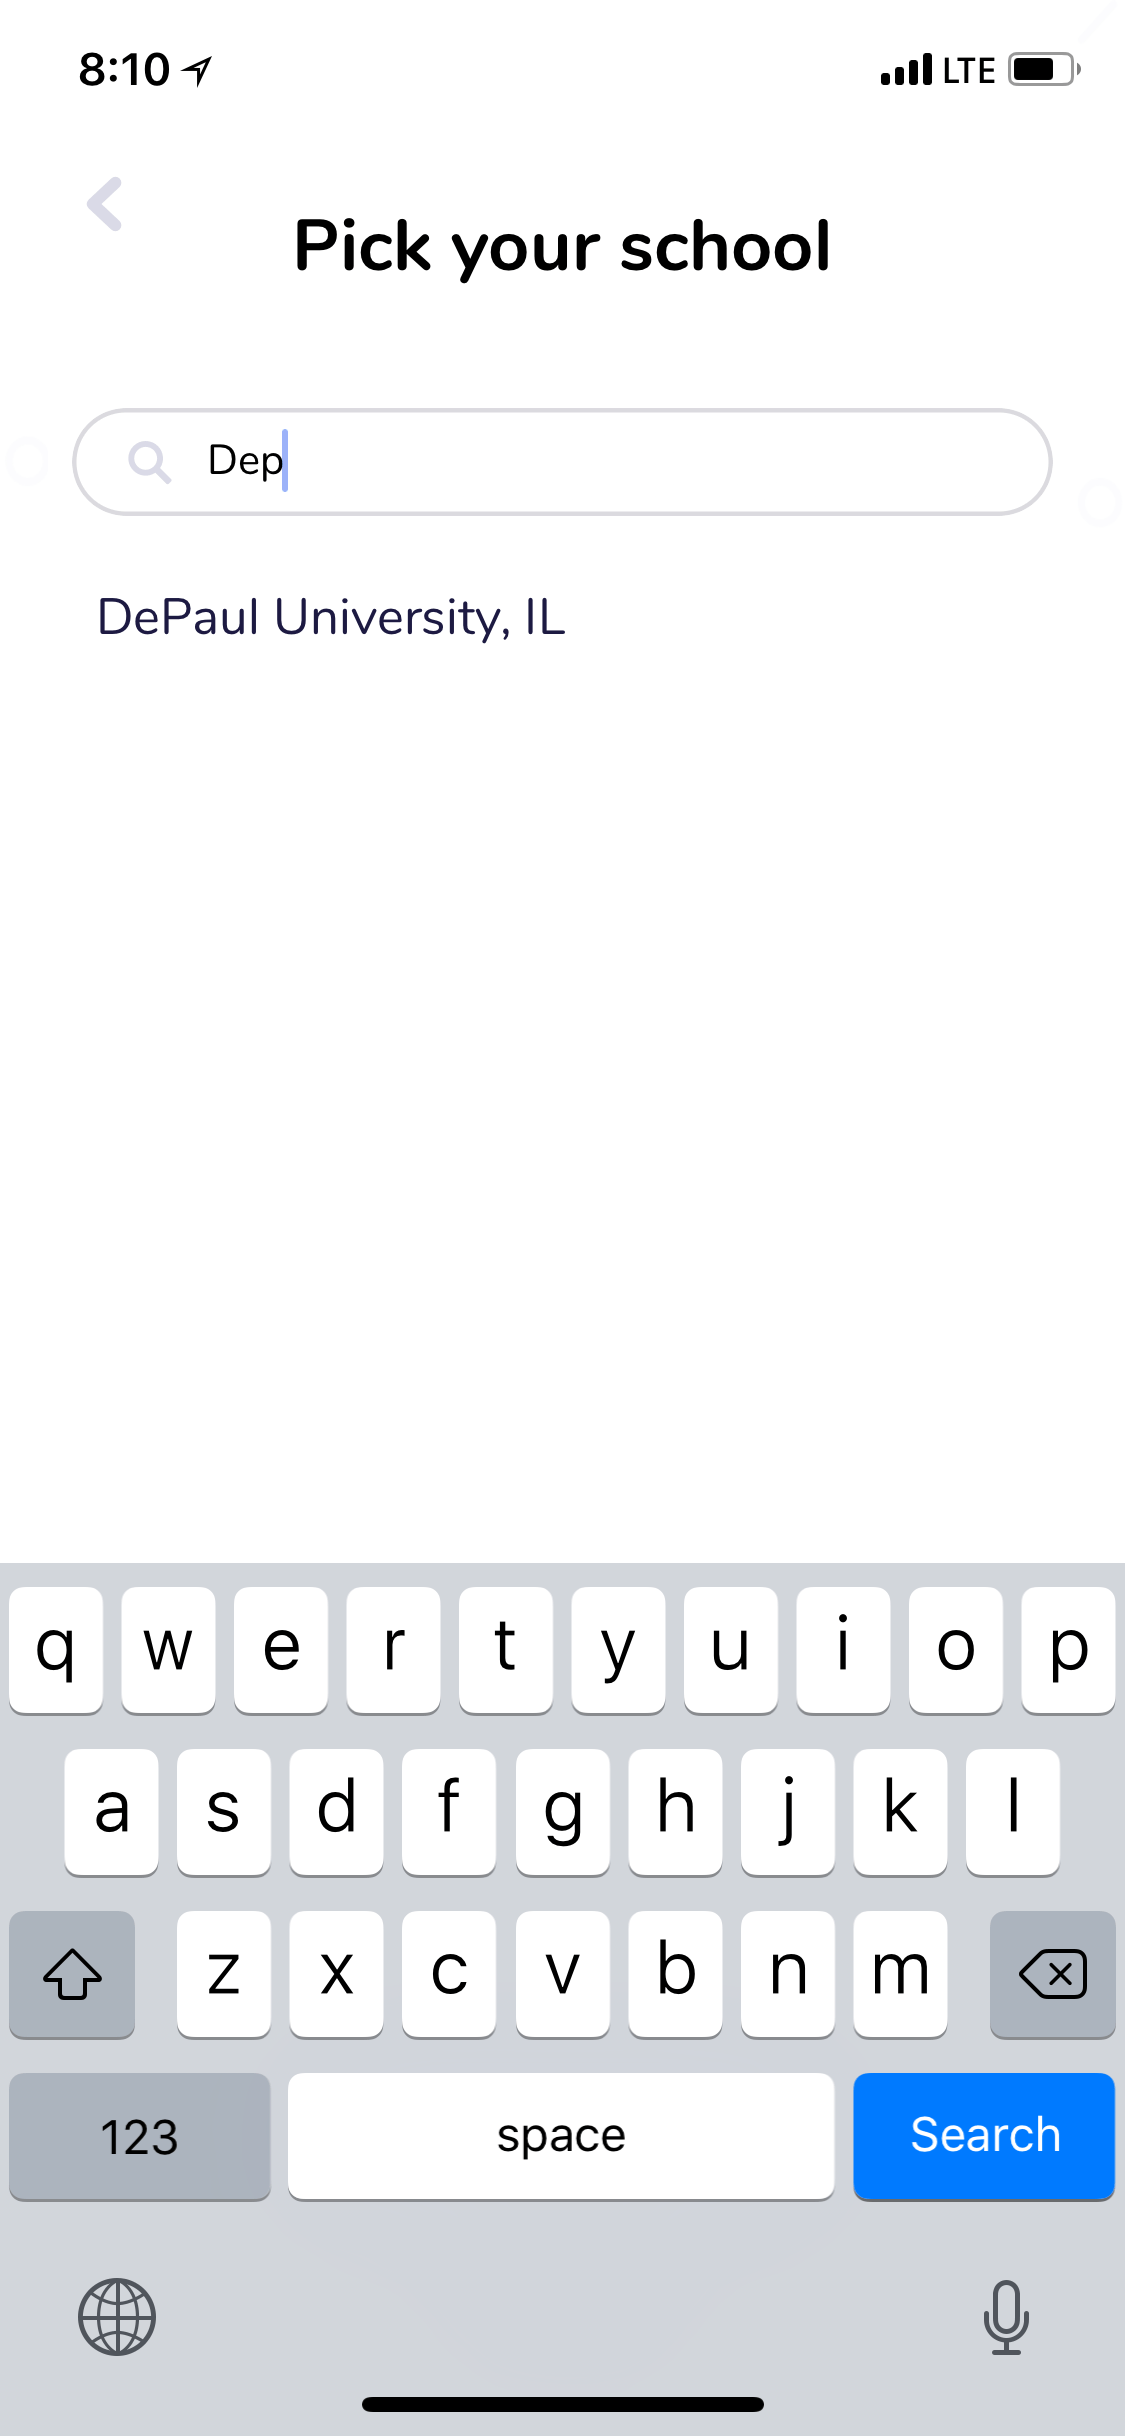 8:10 LTE
Pick your school
Dep
DePaul University, IL
q w e r t y u i o p
a s d f g h j k l
z x c v b n m
123 space Search